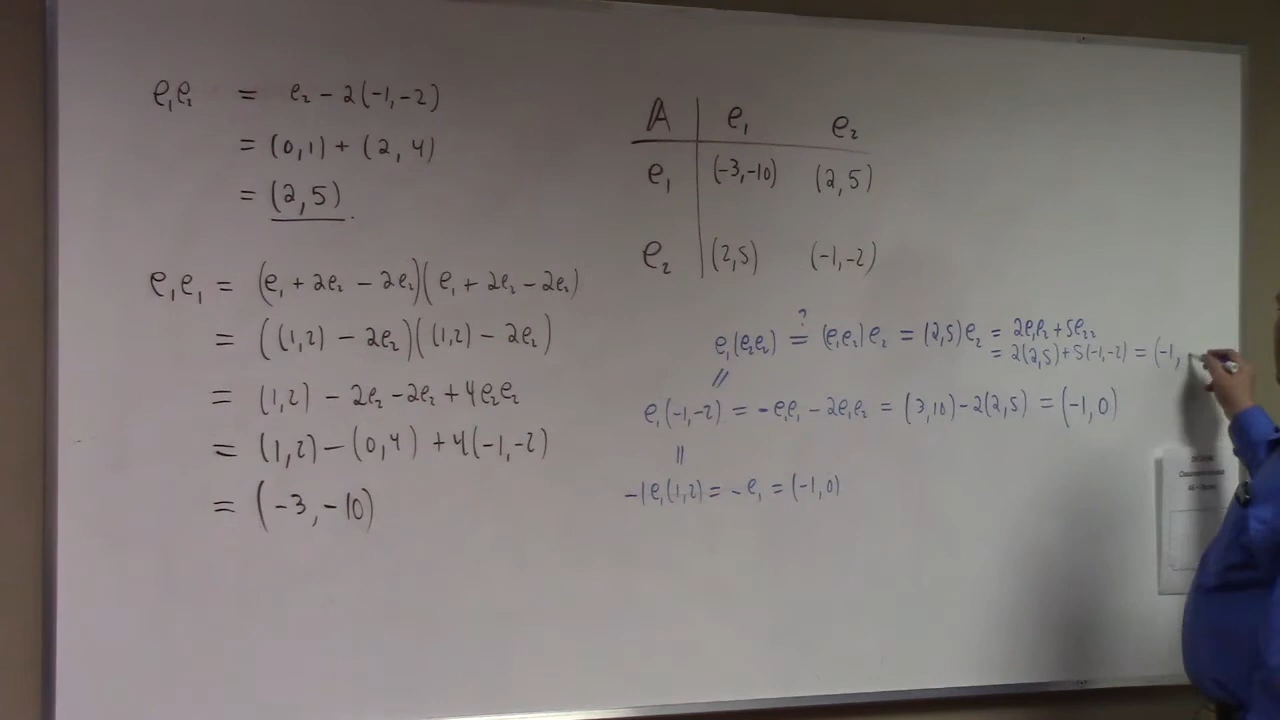 e₁e₂ = e₂ − 2(−1,−2)
= (0,1) + (2,4)
= (2,5).
e₁e₁ = (e₁ + 2e₂ − 2e₂)(e₁ + 2e₂ − 2e₂)
= ((1,2) − 2e₂)((1,2) − 2e₂)
= (1,2) − 2e₂ − 2e₂ + 4e₂e₂
= (1,2) − (0,4) + 4(−1,−2)
= (−3,−10)
A e₁ e₂
e₁ (−3,−10) (2,5)
e₂ (2,5) (−1,−2)
?
e₁(e₂e₂) = (e₁e₂)e₂ = (2,5)e₂ = 2e₁e₂ + 5e₂₂
= 2(2,5)+5(−1,−2) = (−1,
||
e₁(−1,−2) = −e₁e₁ − 2e₁e₂ = (3,10)−2(2,5) = (−1,0)
||
−1e₁(1,2) = −e₁ = (−1,0)